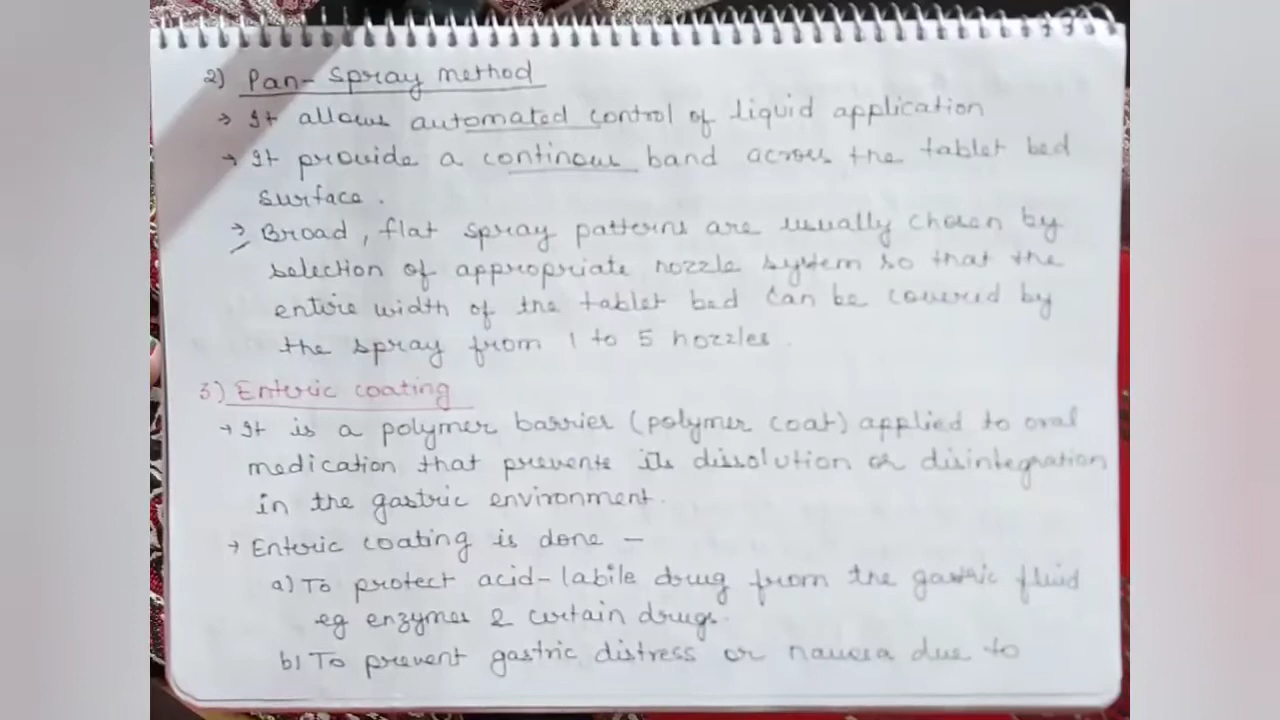 2) Pan- Spray method
→ It allows automated control of liquid application
→ It provide a continous band across the tablet bed
surface.
→ Broad, flat spray patterns are usually chosen by
selection of appropriate nozzle system so that the
entire width of the tablet bed can be covered by
the spray from 1 to 5 nozzles.
3) Enteric coating
→ It is a polymer barrier (polymer coat) applied to oral
medication that prevents its dissolution or disintegration
in the gastric environment.
→ Enteric coating is done –
a) To protect acid-labile drug from the gastric fluid
eg enzymes & certain drugs.
b) To prevent gastric distress or nausea due to